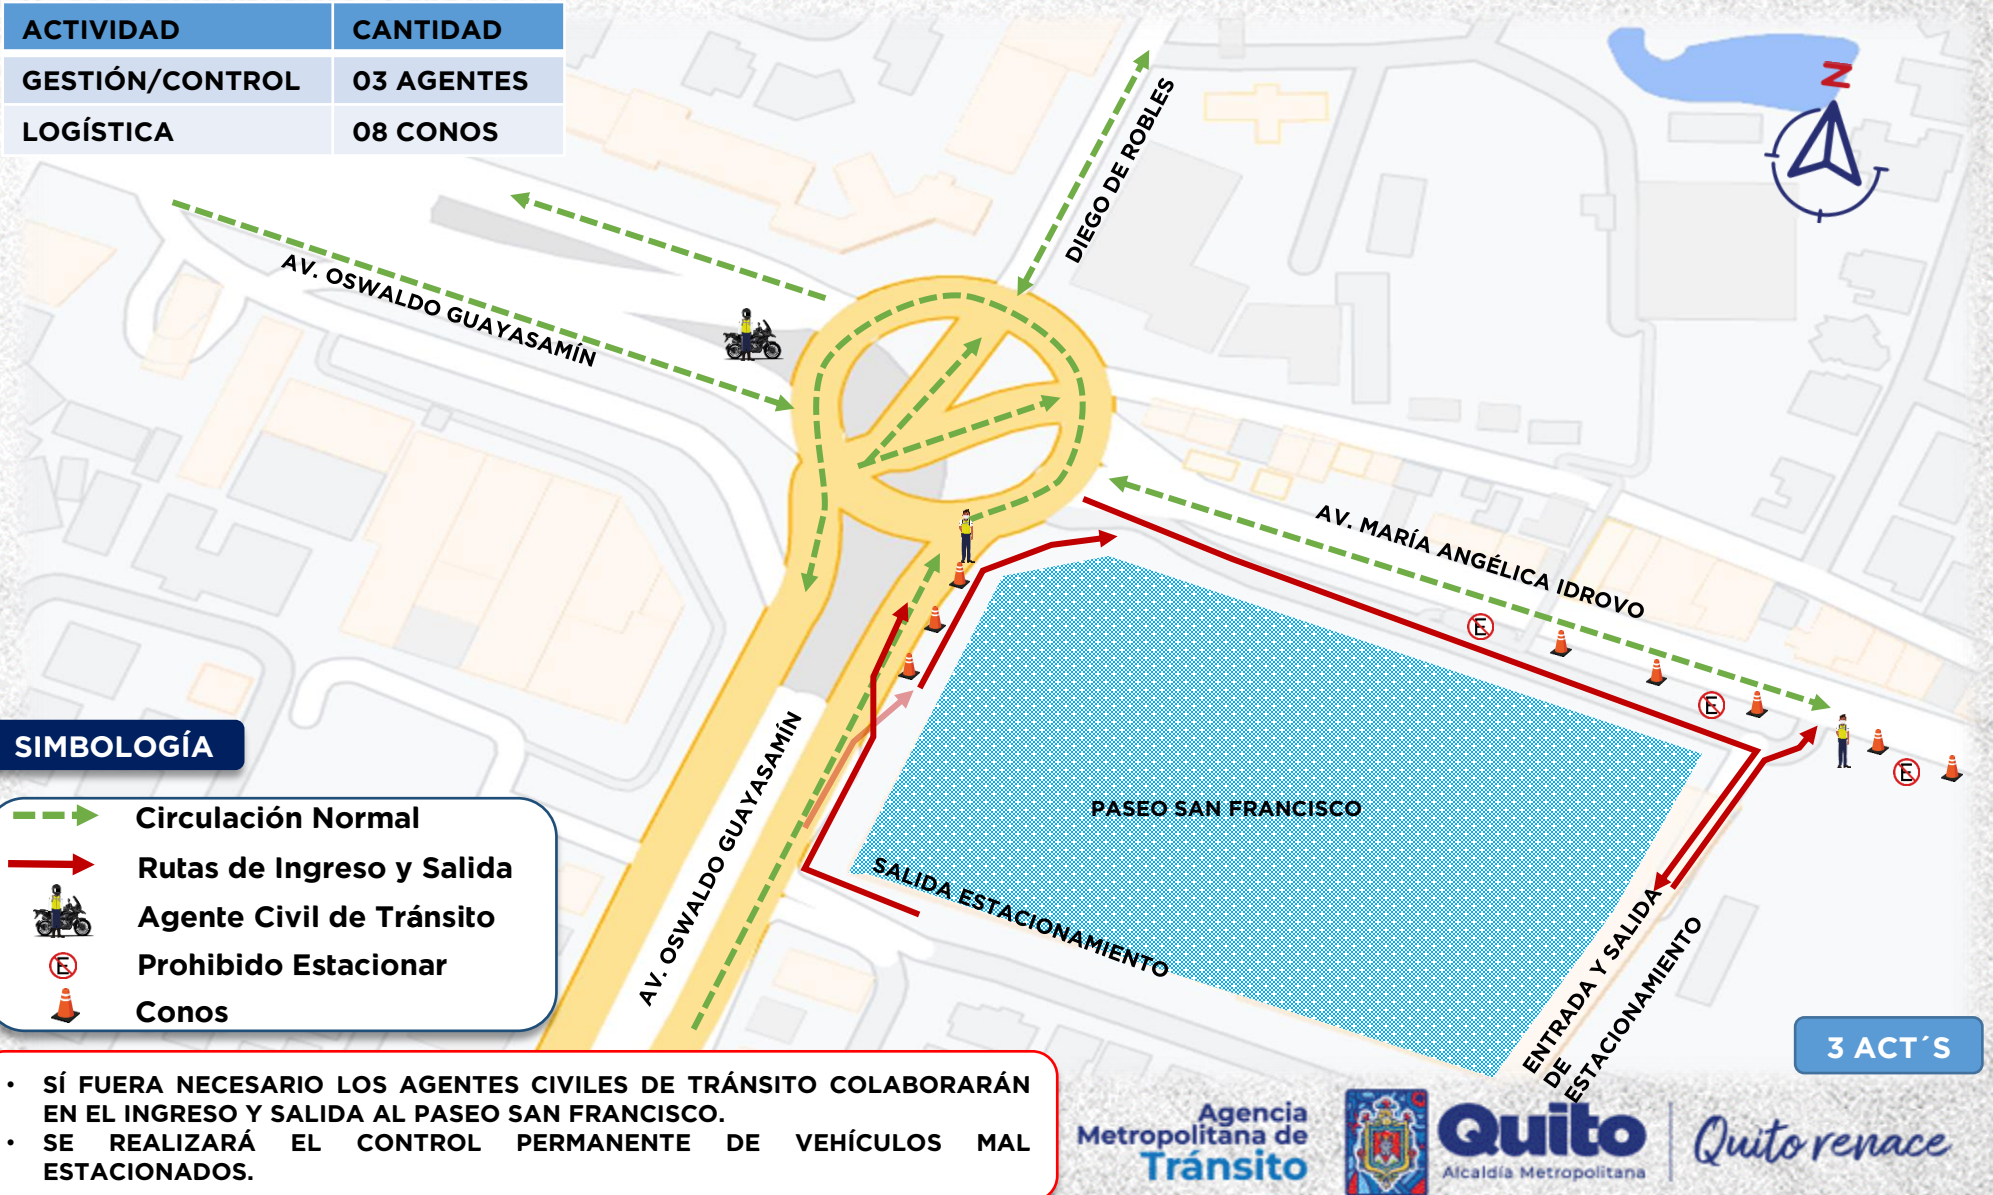 ACTIVIDAD CANTIDAD
GESTIÓN/CONTROL 03 AGENTES
LOGÍSTICA 08 CONOS
N
DIEGO DE ROBLES
AV. OSWALDO GUAYASAMÍN
AV. MARÍA ANGÉLICA IDROVO
E
E
E
AV. OSWALDO GUAYASAMÍN
PASEO SAN FRANCISCO
SALIDA ESTACIONAMIENTO
ENTRADA Y SALIDA
DE
ESTACIONAMIENTO
SIMBOLOGÍA
Circulación Normal
Rutas de Ingreso y Salida
Agente Civil de Tránsito
E Prohibido Estacionar
Conos
3 ACT´S
• SÍ FUERA NECESARIO LOS AGENTES CIVILES DE TRÁNSITO COLABORARÁN
EN EL INGRESO Y SALIDA AL PASEO SAN FRANCISCO.
• SE REALIZARÁ EL CONTROL PERMANENTE DE VEHÍCULOS MAL
ESTACIONADOS.
Agencia
Metropolitana de
Tránsito
Quito
Alcaldía Metropolitana
Quito renace